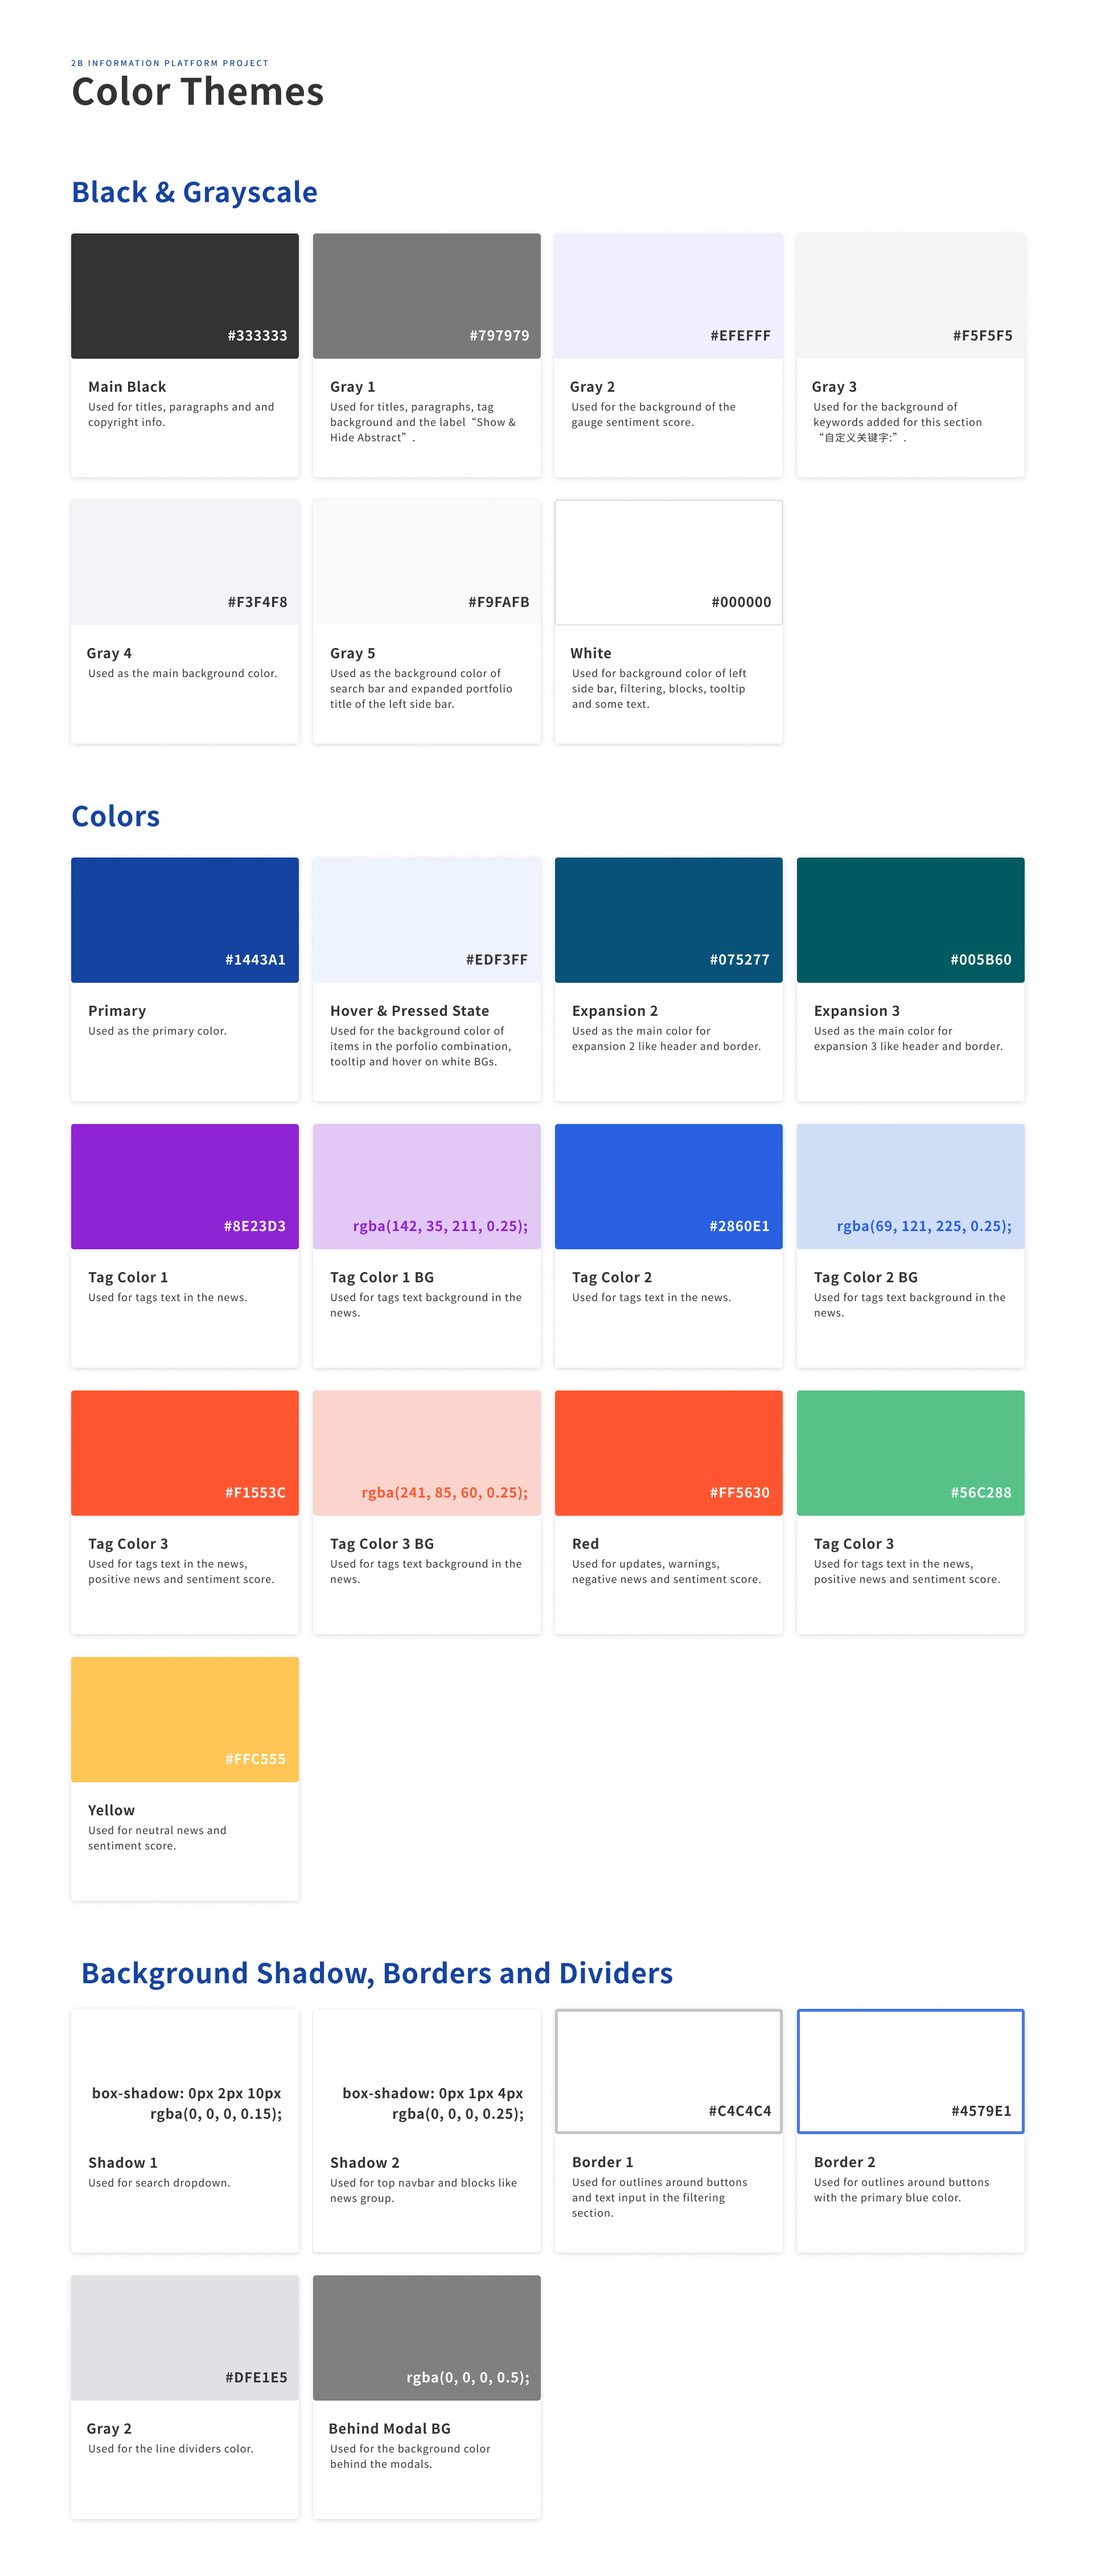 2B INFORMATION PLATFORM PROJECT
Color Themes
Black & Grayscale
#333333
Main Black
Used for titles, paragraphs and and
copyright info.
#797979
Gray 1
Used for titles, paragraphs, tag
background and the label “Show &
Hide Abstract” .
#EFEFFF
Gray 2
Used for the background of the
gauge sentiment score.
#F5F5F5
Gray 3
Used for the background of
keywords added for this section
“自定义关键字:” .
#F3F4F8
Gray 4
Used as the main background color.
#F9FAFB
Gray 5
Used as the background color of
search bar and expanded portfolio
title of the left side bar.
#000000
White
Used for background color of left
side bar, filtering, blocks, tooltip
and some text.
Colors
#1443A1
Primary
Used as the primary color.
#EDF3FF
Hover & Pressed State
Used for the background color of
items in the porfolio combination,
tooltip and hover on white BGs.
#075277
Expansion 2
Used as the main color for
expansion 2 like header and border.
#005B60
Expansion 3
Used as the main color for
expansion 3 like header and border.
#8E23D3
Tag Color 1
Used for tags text in the news.
rgba(142, 35, 211, 0.25);
Tag Color 1 BG
Used for tags text background in the
news.
#2860E1
Tag Color 2
Used for tags text in the news.
rgba(69, 121, 225, 0.25);
Tag Color 2 BG
Used for tags text background in the
news.
#F1553C
Tag Color 3
Used for tags text in the news,
positive news and sentiment score.
rgba(241, 85, 60, 0.25);
Tag Color 3 BG
Used for tags text background in the
news.
#FF5630
Red
Used for updates, warnings,
negative news and sentiment score.
#56C288
Tag Color 3
Used for tags text in the news,
positive news and sentiment score.
#FFC555
Yellow
Used for neutral news and
sentiment score.
Background Shadow, Borders and Dividers
box-shadow: 0px 2px 10px
rgba(0, 0, 0, 0.15);
Shadow 1
Used for search dropdown.
box-shadow: 0px 1px 4px
rgba(0, 0, 0, 0.25);
Shadow 2
Used for top navbar and blocks like
news group.
#C4C4C4
Border 1
Used for outlines around buttons
and text input in the filtering
section.
#4579E1
Border 2
Used for outlines around buttons
with the primary blue color.
#DFE1E5
Gray 2
Used for the line dividers color.
rgba(0, 0, 0, 0.5);
Behind Modal BG
Used for the background color
behind the modals.